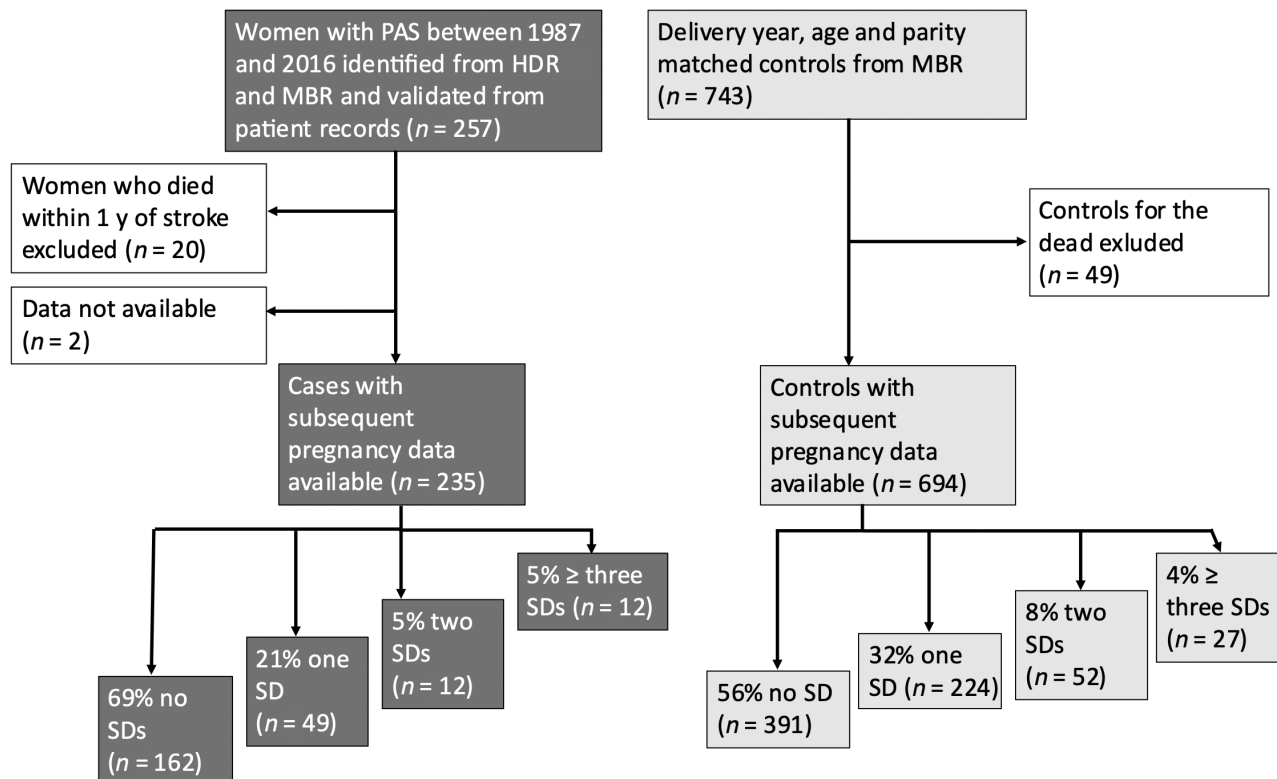 Women with PAS between 1987
and 2016 identified from HDR
and MBR and validated from
patient records (n = 257)
Delivery year, age and parity
matched controls from MBR
(n = 743)
Women who died
within 1 y of stroke
excluded (n = 20)
Controls for the
dead exluded
(n = 49)
Data not available
(n = 2)
Cases with
subsequent
pregnancy data
available (n = 235)
Controls with
subsequent
pregnancy data
available (n = 694)
69% no
SDs
(n = 162)
21% one
SD
(n = 49)
5% two
SDs
(n = 12)
5% ≥ three
SDs (n = 12)
56% no SD
(n = 391)
32% one
SD (n = 224)
8% two
SDs
(n = 52)
4% ≥
three SDs
(n = 27)